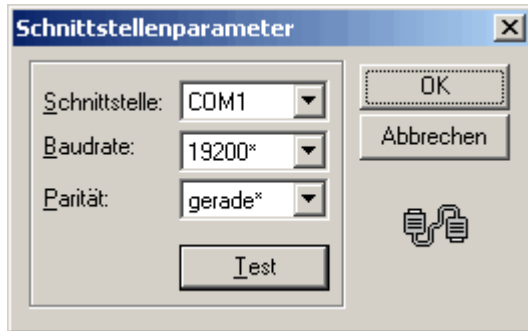 Schnittstellenparameter
Schnittstelle: COM1
Baudrate: 19200*
Parität: gerade*
Test
OK
Abbrechen